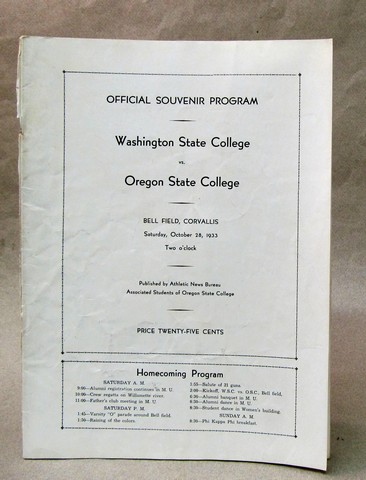 OFFICIAL SOUVENIR PROGRAM
Washington State College
vs.
Oregon State College
BELL FIELD, CORVALLIS
Saturday, October 28, 1933
Two o'clock
Published by Athletic News Bureau
Associated Students of Oregon State College
PRICE TWENTY-FIVE CENTS
Homecoming Program
SATURDAY A. M.
9:00—Alumni registration continues in M. U.
10:00—Crew regatta on Willamette river.
11:00—Father's club meeting in M. U.
SATURDAY P. M.
1:45—Varsity "O" parade around Bell field.
1:50—Raising of the colors.
1:55—Salute of 21 guns.
2:00—Kickoff, W.S.C. vs. O.S.C., Bell field.
6:30—Alumni banquet in M. U.
8:30—Alumni dance in M. U.
8:30—Student dance in Women's building.
SUNDAY A. M.
8:30—Phi Kappa Phi breakfast.